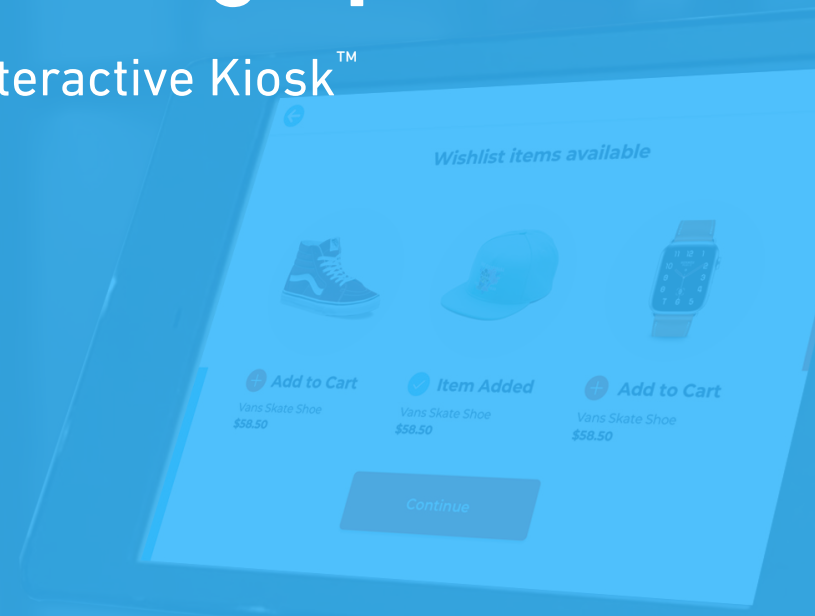 teractive Kiosk™
Wishlist items available
Add to Cart
Item Added
Add to Cart
Vans Skate Shoe
Vans Skate Shoe
Vans Skate Shoe
$58.50
$58.50
$58.50
Continue